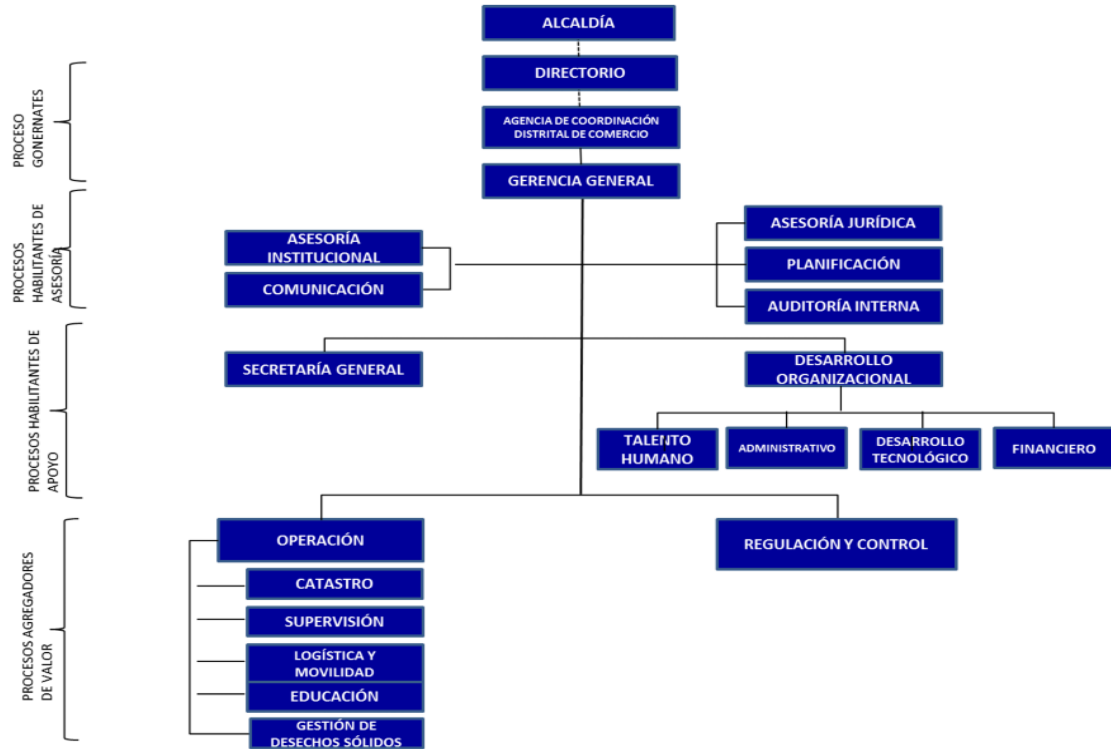 ALCALDÍA
PROCESO
GONERNATES
DIRECTORIO
AGENCIA DE COORDINACIÓN
DISTRITAL DE COMERCIO
GERENCIA GENERAL
PROCESOS
HABILITANTES DE
ASESORÍA
ASESORÍA
INSTITUCIONAL
COMUNICACIÓN
ASESORÍA JURÍDICA
PLANIFICACIÓN
AUDITORÍA INTERNA
PROCESOS HABILITANTES DE
APOYO
SECRETARÍA GENERAL
DESARROLLO
ORGANIZACIONAL
TALENTO
HUMANO
ADMINISTRATIVO
DESARROLLO
TECNOLÓGICO
FINANCIERO
PROCESOS AGREGADORES
DE VALOR
OPERACIÓN
REGULACIÓN Y CONTROL
CATASTRO
SUPERVISIÓN
LOGÍSTICA Y
MOVILIDAD
EDUCACIÓN
GESTIÓN DE
DESECHOS SÓLIDOS